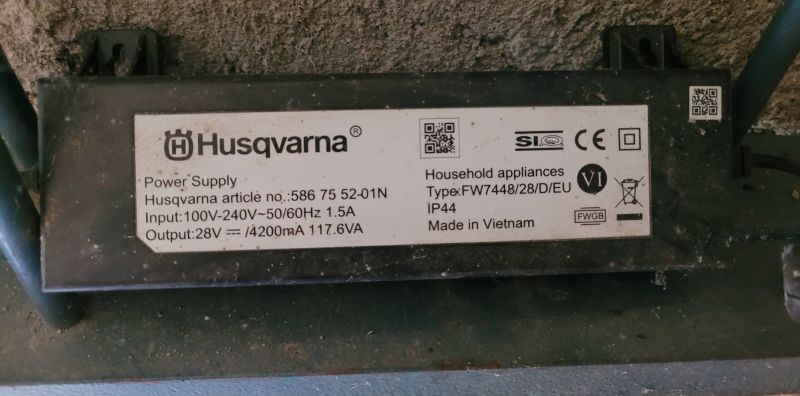 Husqvarna®
Power Supply
Husqvarna article no.:586 75 52-01N
Input:100V-240V~50/60Hz 1.5A
Output:28V ⎓ /4200mA 117.6VA
SIQ CE
Household appliances
Type:FW7448/28/D/EU
VI
IP44
FWGB
Made in Vietnam